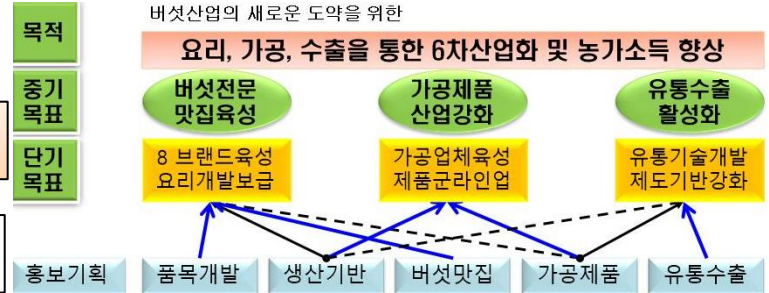 버섯산업의 새로운 도약을 위한
목적
요리, 가공, 수출을 통한 6차산업화 및 농가소득 향상
중기
목표
버섯전문
맛집육성
가공제품
산업강화
유통수출
활성화
단기
목표
8 브랜드육성
요리개발보급
가공업체육성
제품군라인업
유통기술개발
제도기반강화
홍보기획
품목개발
생산기반
버섯맛집
가공제품
유통수출